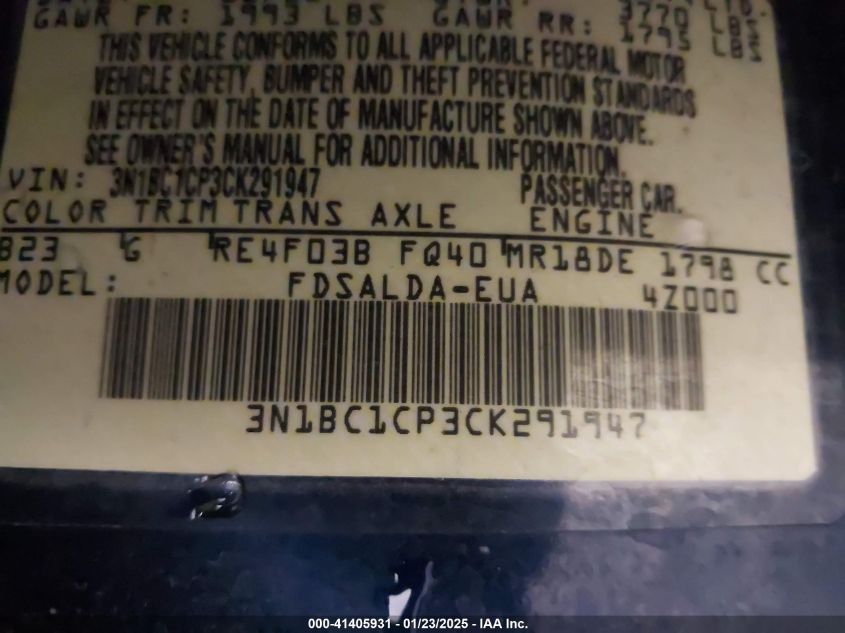 LTD.
3770 LBS
GAWR FR: 1993 LBS GAWR RR: 1795 LBS
THIS VEHICLE CONFORMS TO ALL APPLICABLE FEDERAL MOTOR
VEHICLE SAFETY, BUMPER AND THEFT PREVENTION STANDARDS
IN EFFECT ON THE DATE OF MANUFACTURE SHOWN ABOVE.
SEE OWNER'S MANUAL FOR ADDITIONAL INFORMATION.
VIN: 3N1BC1CP3CK291947 PASSENGER CAR.
COLOR TRIM TRANS AXLE ENGINE
B23 G RE4F03B FQ40 MR18DE 1798 CC
MODEL: FDSALDA-EUA 4Z000
3N1BC1CP3CK291947
000-41405931 - 01/23/2025 - IAA Inc.